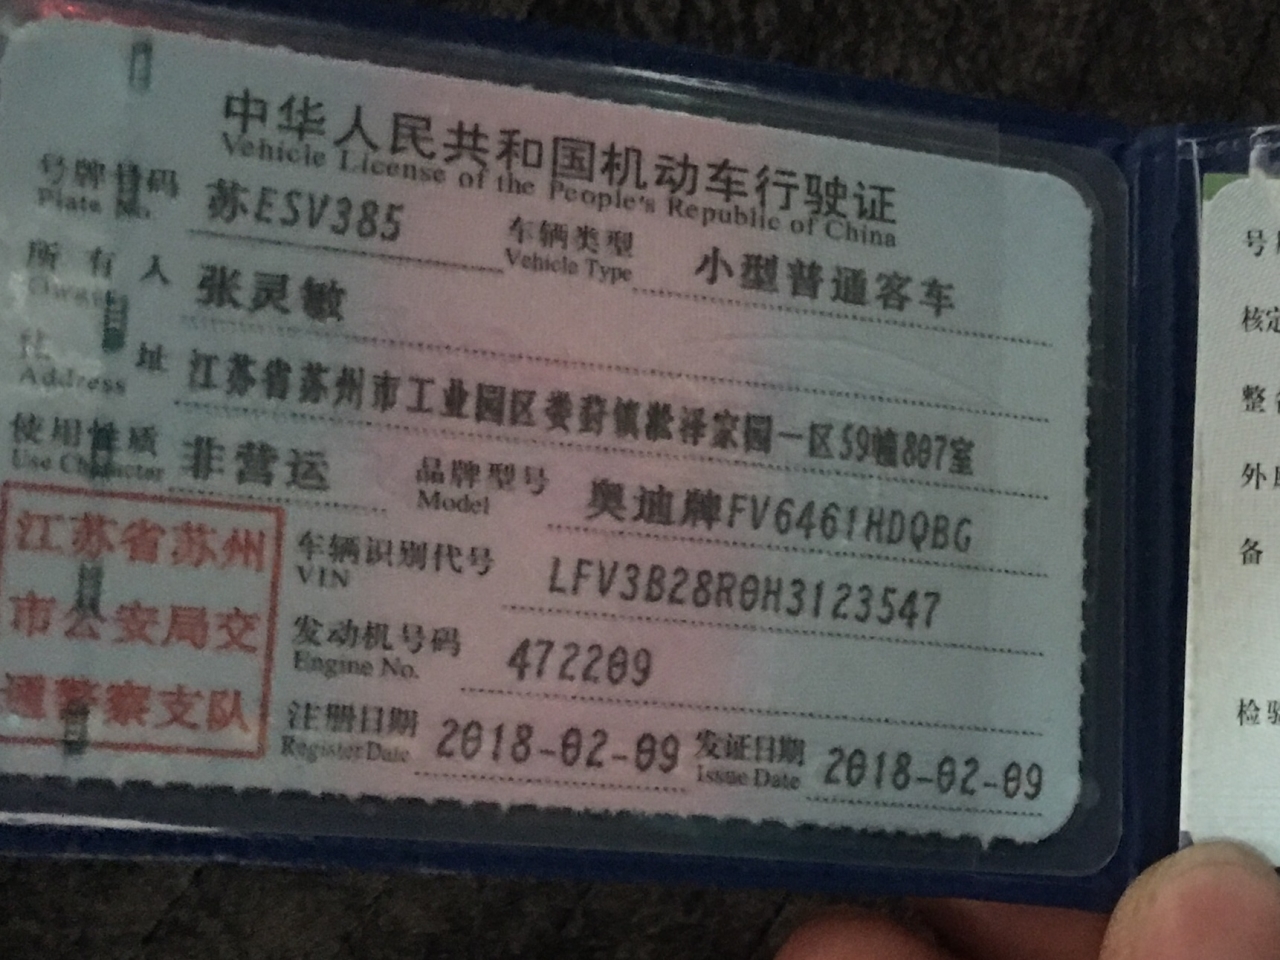 中华人民共和国机动车行驶证
Vehicle License of the People's Republic of China
号牌号码 苏ESV385 车辆类型 小型普通客车
Plate No. Vehicle Type
所有人 张灵敏
Owner
住址 江苏省苏州市工业园区娄葑镇淞泽家园一区59幢807室
Address
使用性质 非营运 品牌型号 奥迪牌FV6461HDQBG
Use Character Model
江苏省苏州
市公安局交
通警察支队
车辆识别代号 LFV3B28R0H3123547
VIN
发动机号码 472209
Engine No.
注册日期 2018-02-09 发证日期 2018-02-09
Register Date Issue Date
号
核定
整
外
备
检验